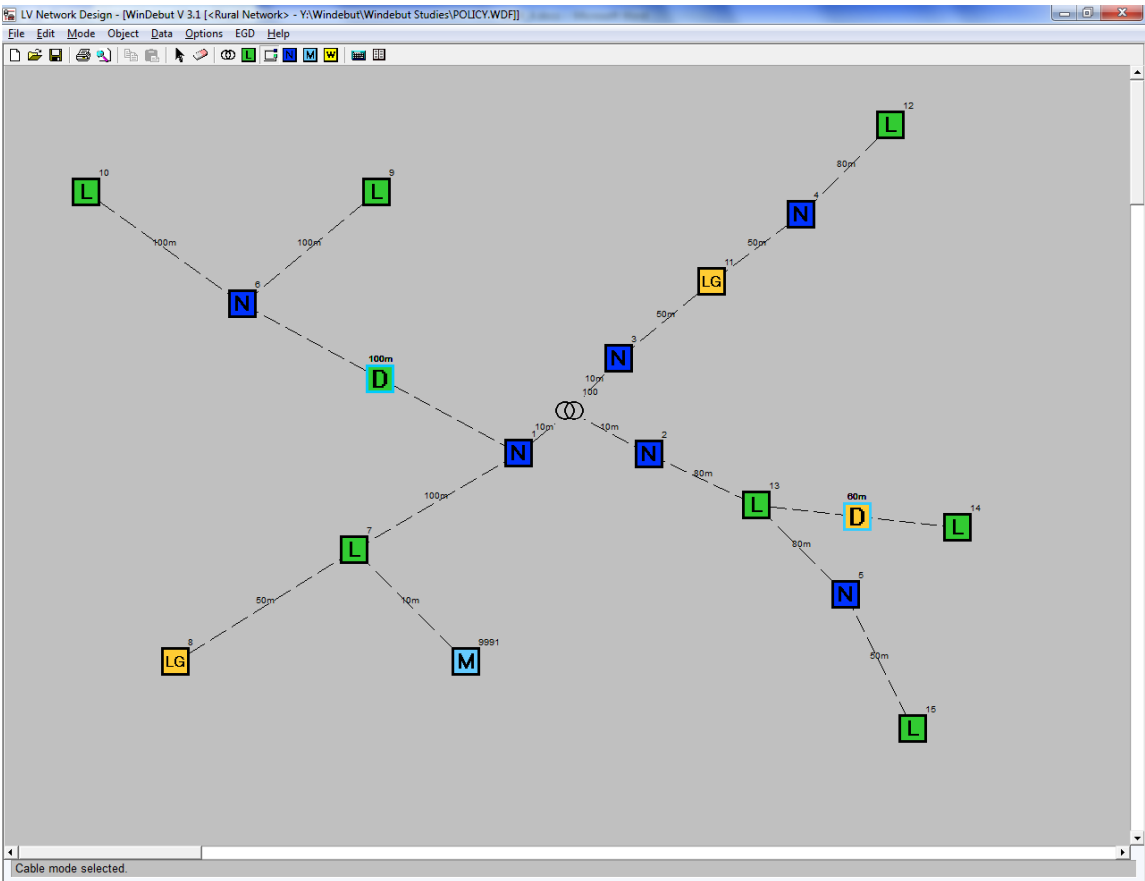 LV Network Design - [WinDebut V 3.1 [<Rural Network> - Y:\Windebut\Windebut Studies\POLICY.WDF]]
File Edit Mode Object Data Options EGD Help
L N M W
12
L
80m
10 9
L L
4
N
100m 100m 50m
11
LG
6
N
50m
3
N
100m
D
10m
100
1 10m 10m 2
N N
80m
13
L
60m
D
14
L
100m
7
L
80m
5
N
50m 10m
8 9991
LG M
50m
15
L
Cable mode selected.